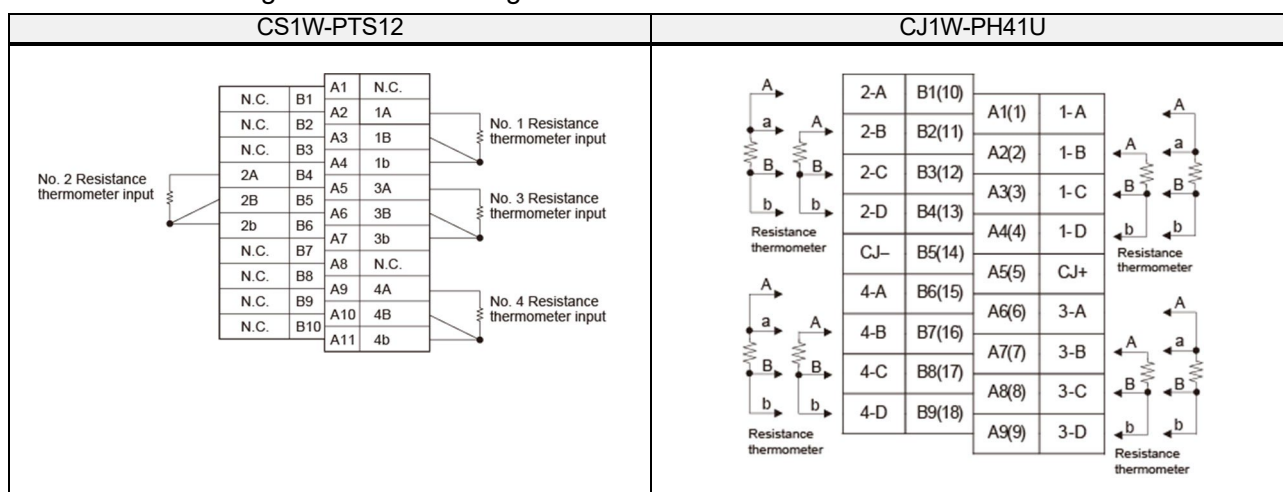 CS1W-PTS12
CJ1W-PH41U
N.C. B1
N.C. B2
N.C. B3
2A B4
2B B5
2b B6
N.C. B7
N.C. B8
N.C. B9
N.C. B10
A1 N.C.
A2 1A
A3 1B
A4 1b
A5 3A
A6 3B
A7 3b
A8 N.C.
A9 4A
A10 4B
A11 4b
No. 2 Resistance
thermometer input
No. 1 Resistance
thermometer input
No. 3 Resistance
thermometer input
No. 4 Resistance
thermometer input
A
a A
B B
b b
Resistance
thermometer
A
a A
B B
b b
Resistance
thermometer
2-A B1(10)
2-B B2(11)
2-C B3(12)
2-D B4(13)
CJ– B5(14)
4-A B6(15)
4-B B7(16)
4-C B8(17)
4-D B9(18)
A1(1) 1-A
A2(2) 1-B
A3(3) 1-C
A4(4) 1-D
A5(5) CJ+
A6(6) 3-A
A7(7) 3-B
A8(8) 3-C
A9(9) 3-D
A
A a
B B
b b
Resistance
thermometer
A
A a
B B
b b
Resistance
thermometer